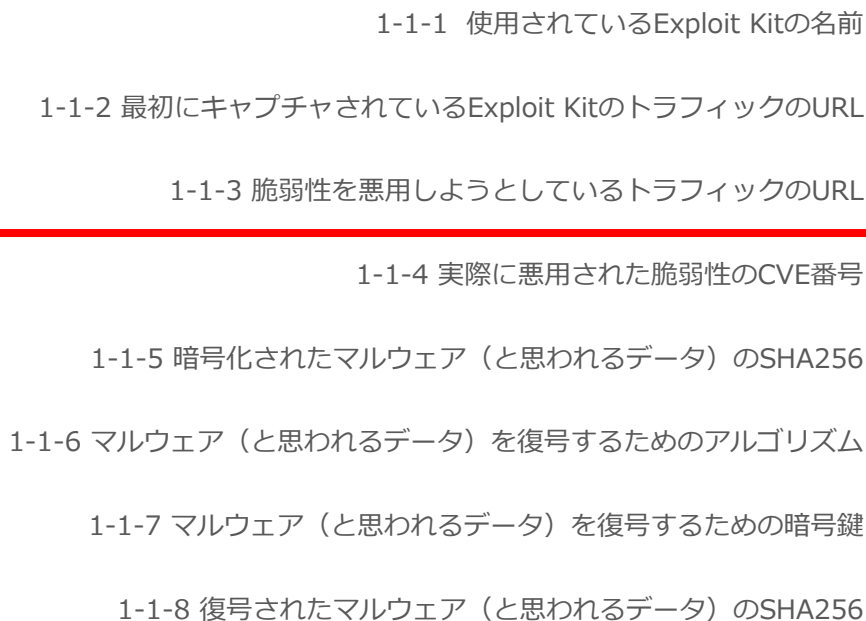 1-1-1 使用されているExploit Kitの名前
1-1-2 最初にキャプチャされているExploit KitのトラフィックのURL
1-1-3 脆弱性を悪用しようとしているトラフィックのURL
1-1-4 実際に悪用された脆弱性のCVE番号
1-1-5 暗号化されたマルウェア（と思われるデータ）のSHA256
1-1-6 マルウェア（と思われるデータ）を復号するためのアルゴリズム
1-1-7 マルウェア（と思われるデータ）を復号するための暗号鍵
1-1-8 復号されたマルウェア（と思われるデータ）のSHA256